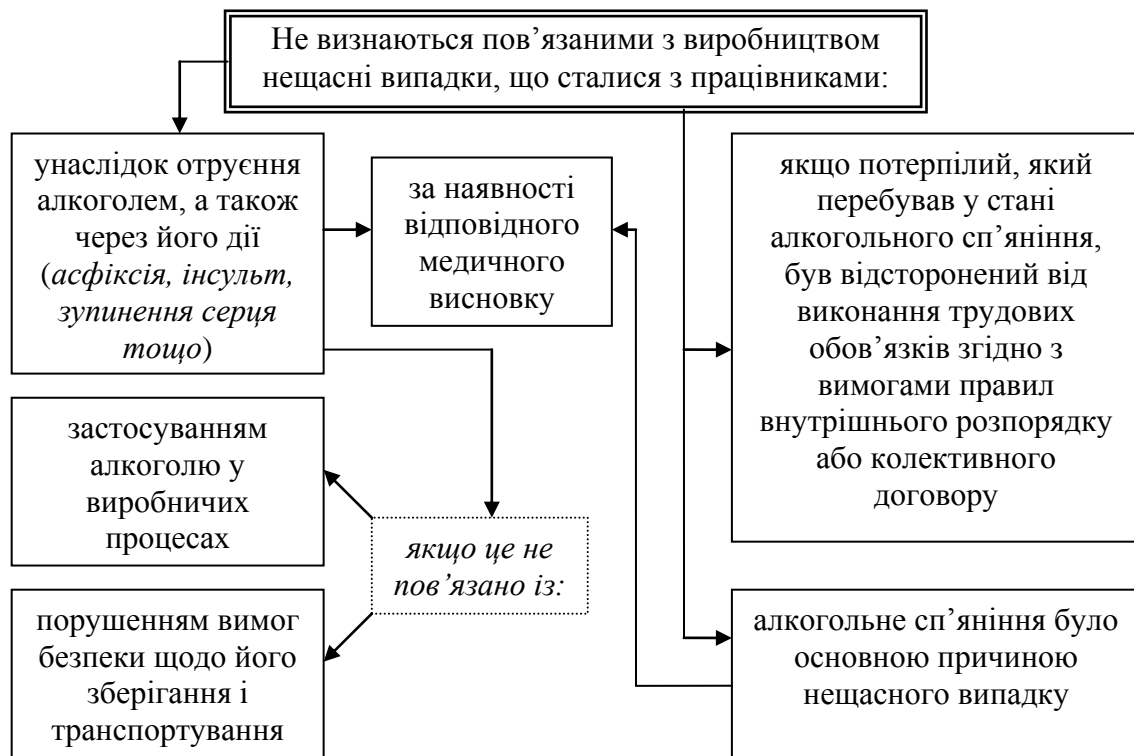 Не визнаються пов’язаними з виробництвом
нещасні випадки, що сталися з працівниками:
унаслідок отруєння
алкоголем, а також
через його дії
(асфіксія, інсульт,
зупинення серця
тощо)
за наявності
відповідного
медичного
висновку
якщо потерпілий, який
перебував у стані
алкогольного сп’яніння,
був відсторонений від
виконання трудових
обов’язків згідно з
вимогами правил
внутрішнього розпорядку
або колективного
договору
застосуванням
алкоголю у
виробничих
процесах
якщо це не
пов’язано із:
порушенням вимог
безпеки щодо його
зберігання і
транспортування
алкогольне сп’яніння було
основною причиною
нещасного випадку